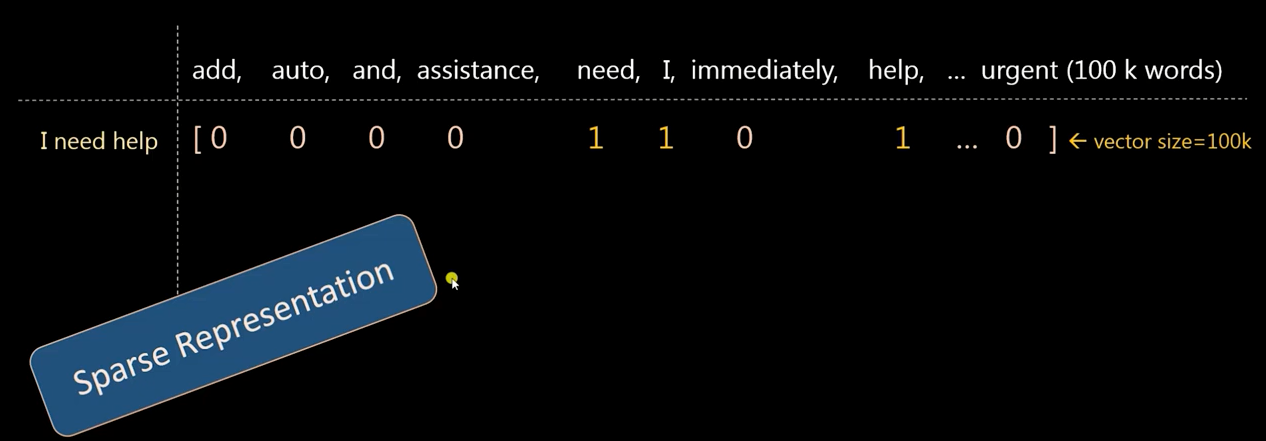 add, auto, and, assistance, need, I, immediately, help, ... urgent (100 k words)
I need help [ 0 0 0 0 1 1 0 1 ... 0 ] ← vector size=100k
Sparse Representation